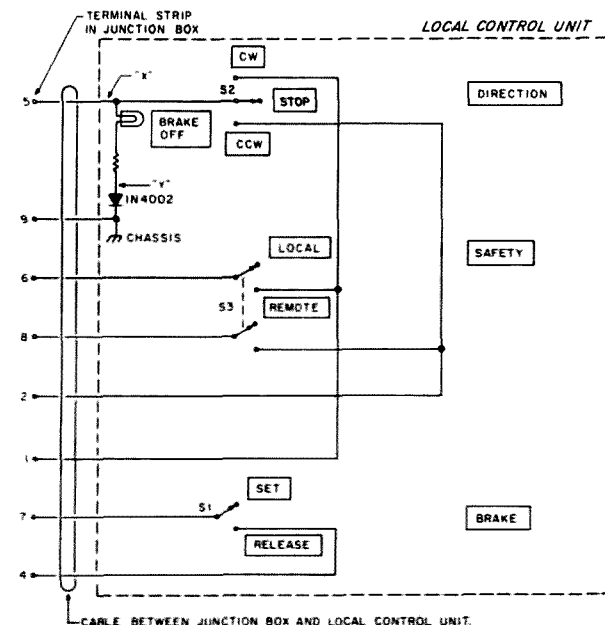 TERMINAL STRIP
IN JUNCTION BOX
LOCAL CONTROL UNIT
"X"
CW
S2
STOP
DIRECTION
5
BRAKE
OFF
CCW
"Y"
1N4002
9
CHASSIS
LOCAL
SAFETY
6
S3
REMOTE
8
2
1
SET
S1
7
BRAKE
RELEASE
4
CABLE BETWEEN JUNCTION BOX AND LOCAL CONTROL UNIT.